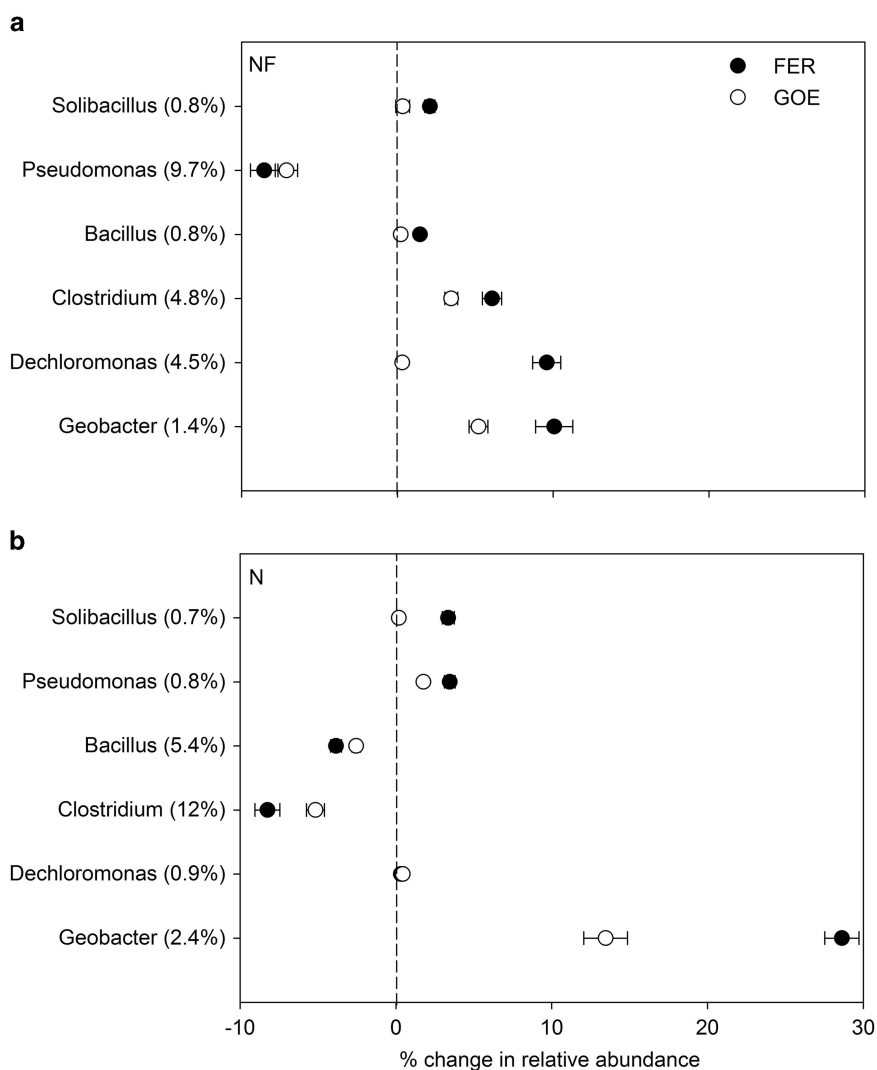 a
NF
FER
GOE
Solibacillus (0.8%)
Pseudomonas (9.7%)
Bacillus (0.8%)
Clostridium (4.8%)
Dechloromonas (4.5%)
Geobacter (1.4%)
b
N
Solibacillus (0.7%)
Pseudomonas (0.8%)
Bacillus (5.4%)
Clostridium (12%)
Dechloromonas (0.9%)
Geobacter (2.4%)
-10 0 10 20 30
% change in relative abundance